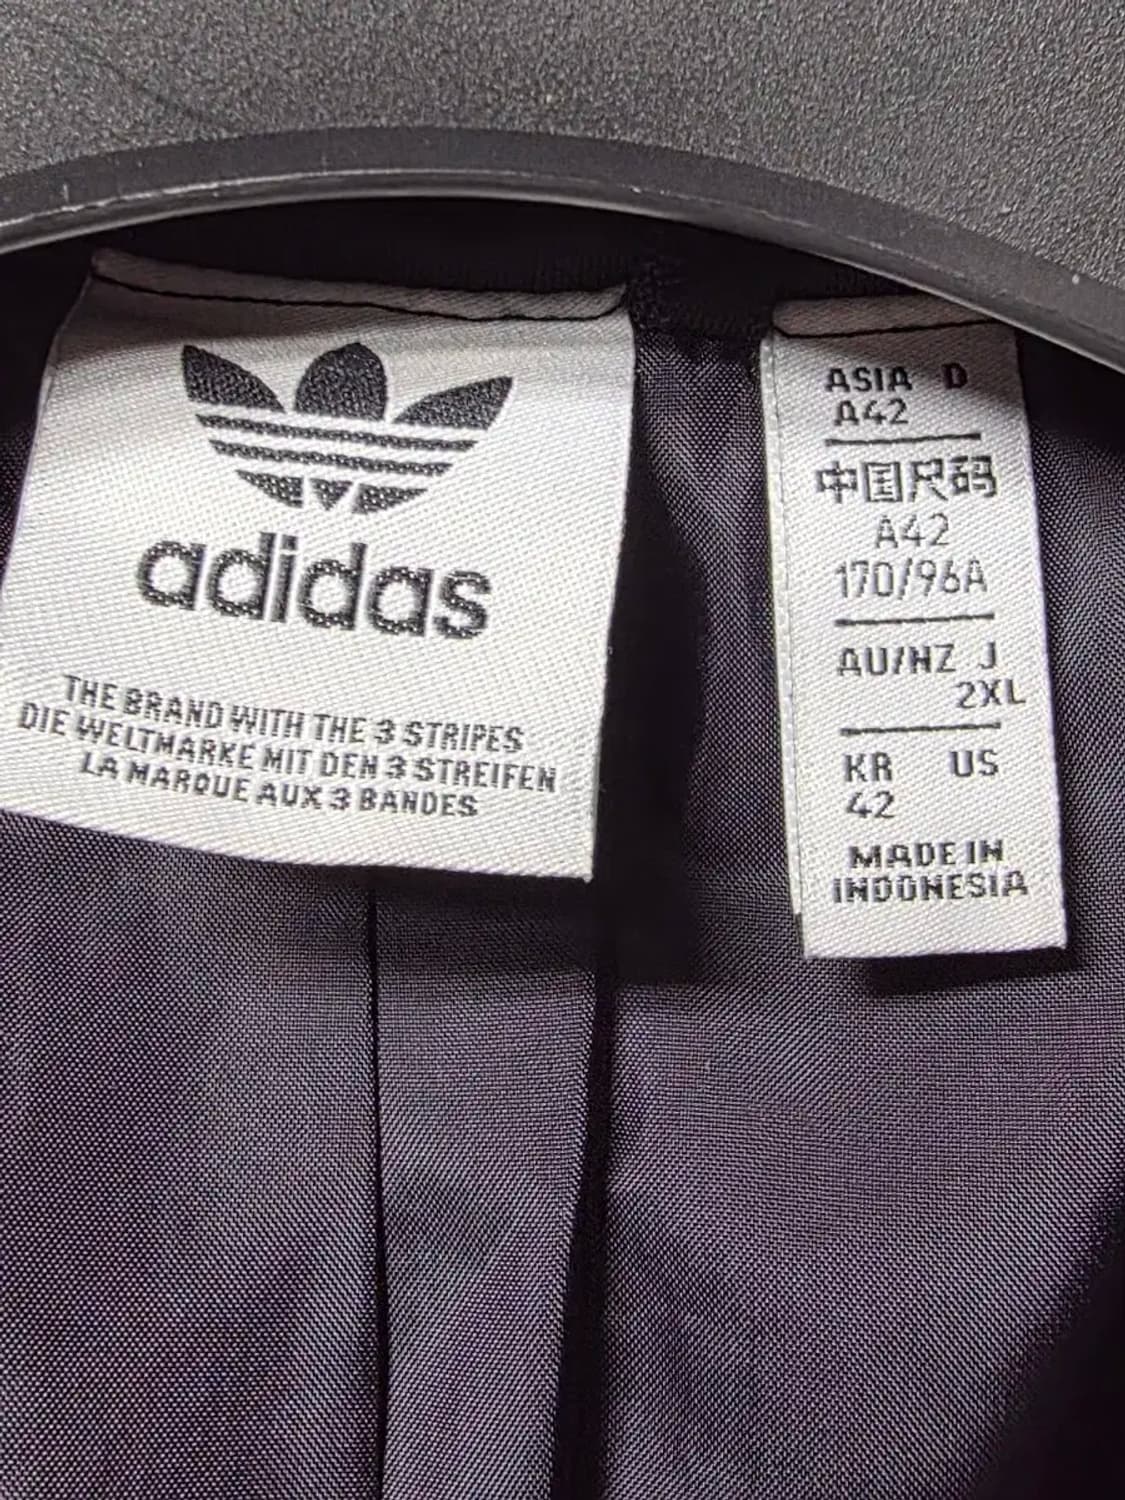 adidas
THE BRAND WITH THE 3 STRIPES
DIE WELTMARKE MIT DEN 3 STREIFEN
LA MARQUE AUX 3 BANDES
ASIA D
A42
中国尺码
A42
170/96A
AU/NZ J
2XL
KR US
42
MADE IN
INDONESIA